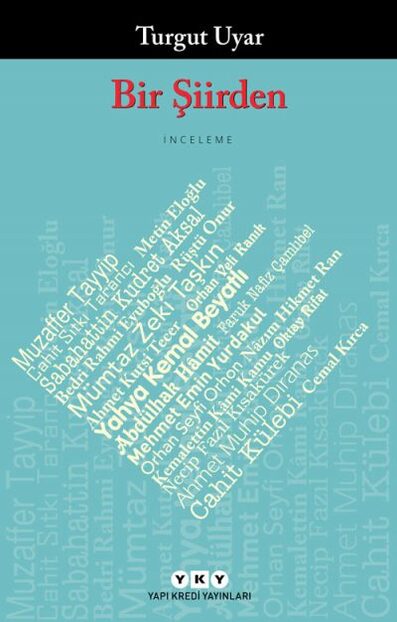 Turgut Uyar
Bir Şiirden
İNCELEME
Muzaffer Tayyip
Cahit Sıtkı Tarancı
Metin Eloğlu
Sabahattin Kudret Aksal
Bedri Rahmi Eyuboğlu
Rüştü Onur
Mümtaz Zeki Taşkın
Ahmet Kutsi Tecer
Orhan Veli Kanık
Yahya Kemal Beyatlı
Abdülhak Hâmit
Faruk Nafiz Çamlıbel
Mehmet Emin Yurdakul
Orhan Seyfi Orhon
Nâzım Hikmet Ran
Kemalettin Kâmi Kamu
Oktay Rifat
Necip Fazıl Kısakürek
Ahmet Muhip Dıranas
Cemal Kırca
Cahit Külebi
YKY
YAPI KREDİ YAYINLARI